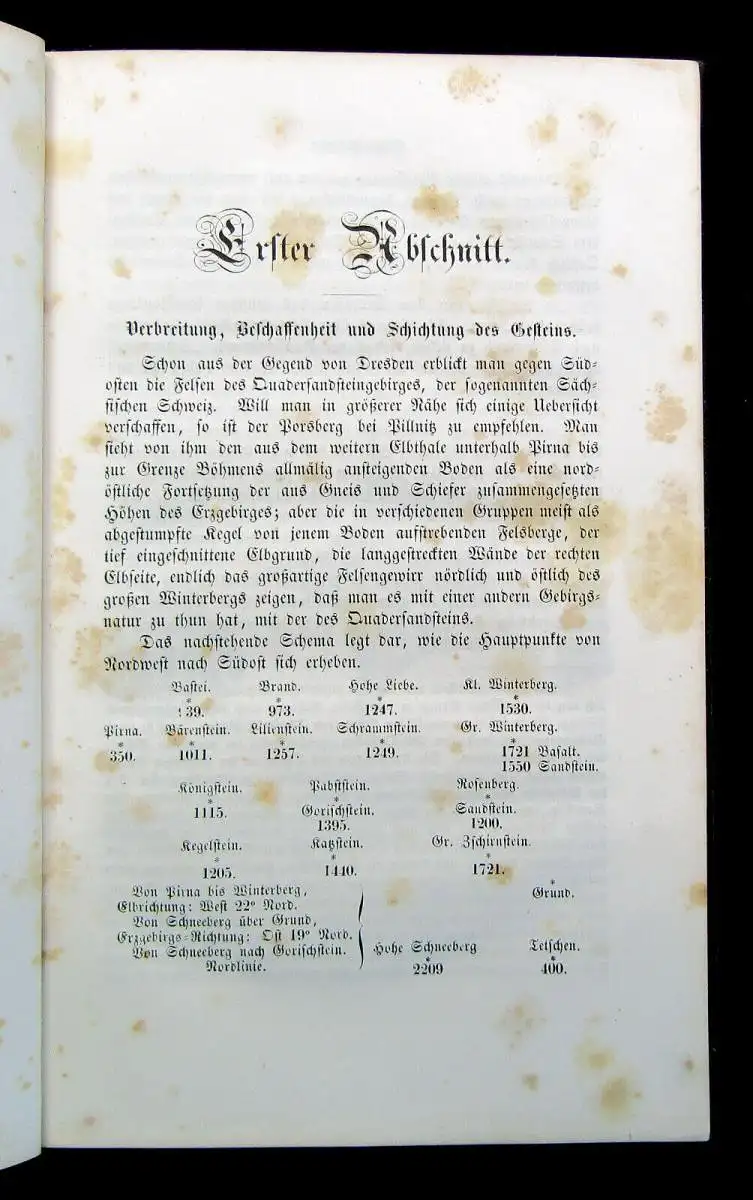 Erster Abschnitt.
Verbreitung, Beschaffenheit und Schichtung des Gesteins.
Schon aus der Gegend von Dresden erblickt man gegen Süd-
osten die Felsen des Quadersandsteingebirges, der sogenannten Säch-
sischen Schweiz. Will man in größerer Nähe sich einige Uebersicht
verschaffen, so ist der Porsberg bei Pillnitz zu empfehlen. Man
sieht von ihm den aus dem weitern Elbthale unterhalb Pirna bis
zur Grenze Böhmens allmälig ansteigenden Boden als eine nord-
östliche Fortsetzung der aus Gneis und Schiefer zusammengesetzten
Höhen des Erzgebirges; aber die in verschiedenen Gruppen meist als
abgestumpfte Kegel von jenem Boden aufstrebenden Felsberge, der
tief eingeschnittene Elbgrund, die langgestreckten Wände der rechten
Elbseite, endlich das großartige Felsengewirr nördlich und östlich des
großen Winterbergs zeigen, daß man es mit einer andern Gebirgs-
natur zu thun hat, mit der des Quadersandsteins.
Das nachstehende Schema legt dar, wie die Hauptpunkte von
Nordwest nach Südost sich erheben.
Bastei. Brand. Hohe Liebe. Kl. Winterberg.
* * * *
39. 973. 1247. 1530.
Pirna. Bärenstein. Lilienstein. Schrammstein. Gr. Winterberg.
* * * * *
350. 1011. 1257. 1249. 1721 Basalt.
1550 Sandstein.
Königstein. Pabststein. Rosenberg.
* * *
1115. Gorischstein. Sandstein.
1395. 1200.
Kegelstein. Katzstein. Gr. Zschirnstein.
* * *
1205. 1440. 1721.
Von Pirna bis Winterberg, *
Elbrichtung: West 22° Nord. Grund.
Von Schneeberg über Grund,
Erzgebirgs-Richtung: Ost 19° Nord.
Von Schneeberg nach Gorischstein. Hohe Schneeberg Tetschen.
Nordlinie. * *
2209 400.